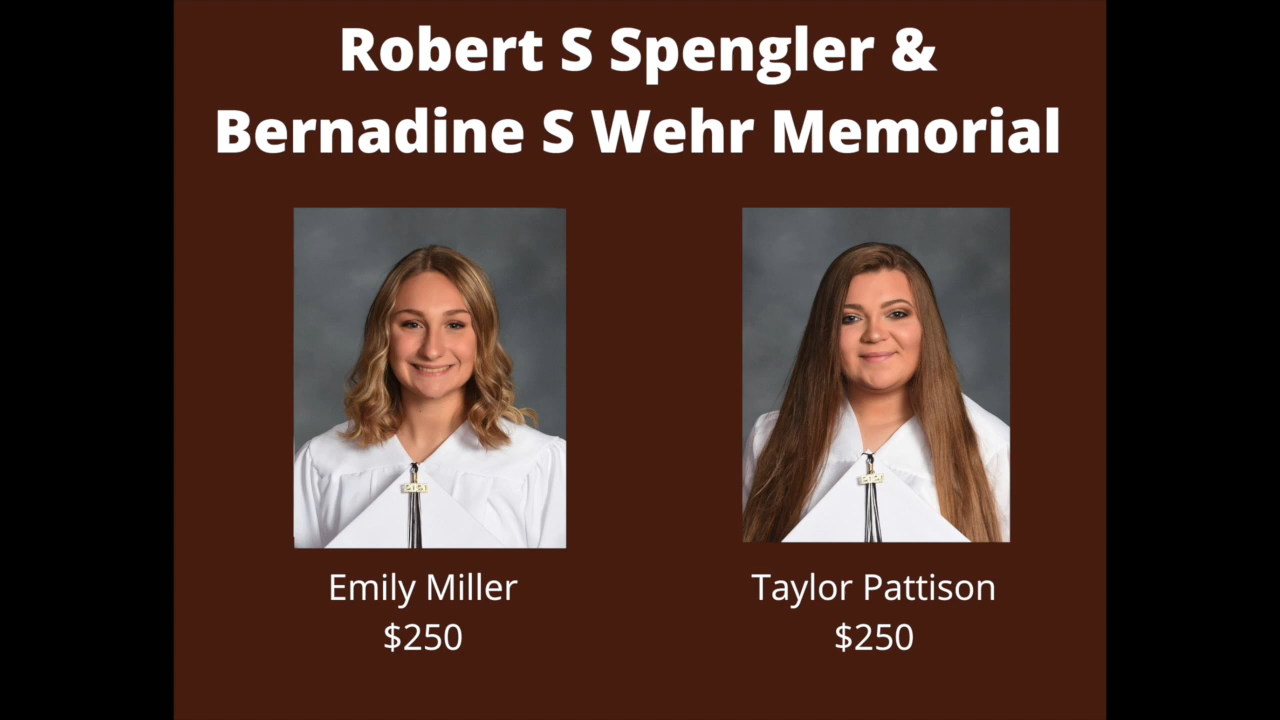 Robert S Spengler &
Bernadine S Wehr Memorial
Emily Miller
$250
Taylor Pattison
$250